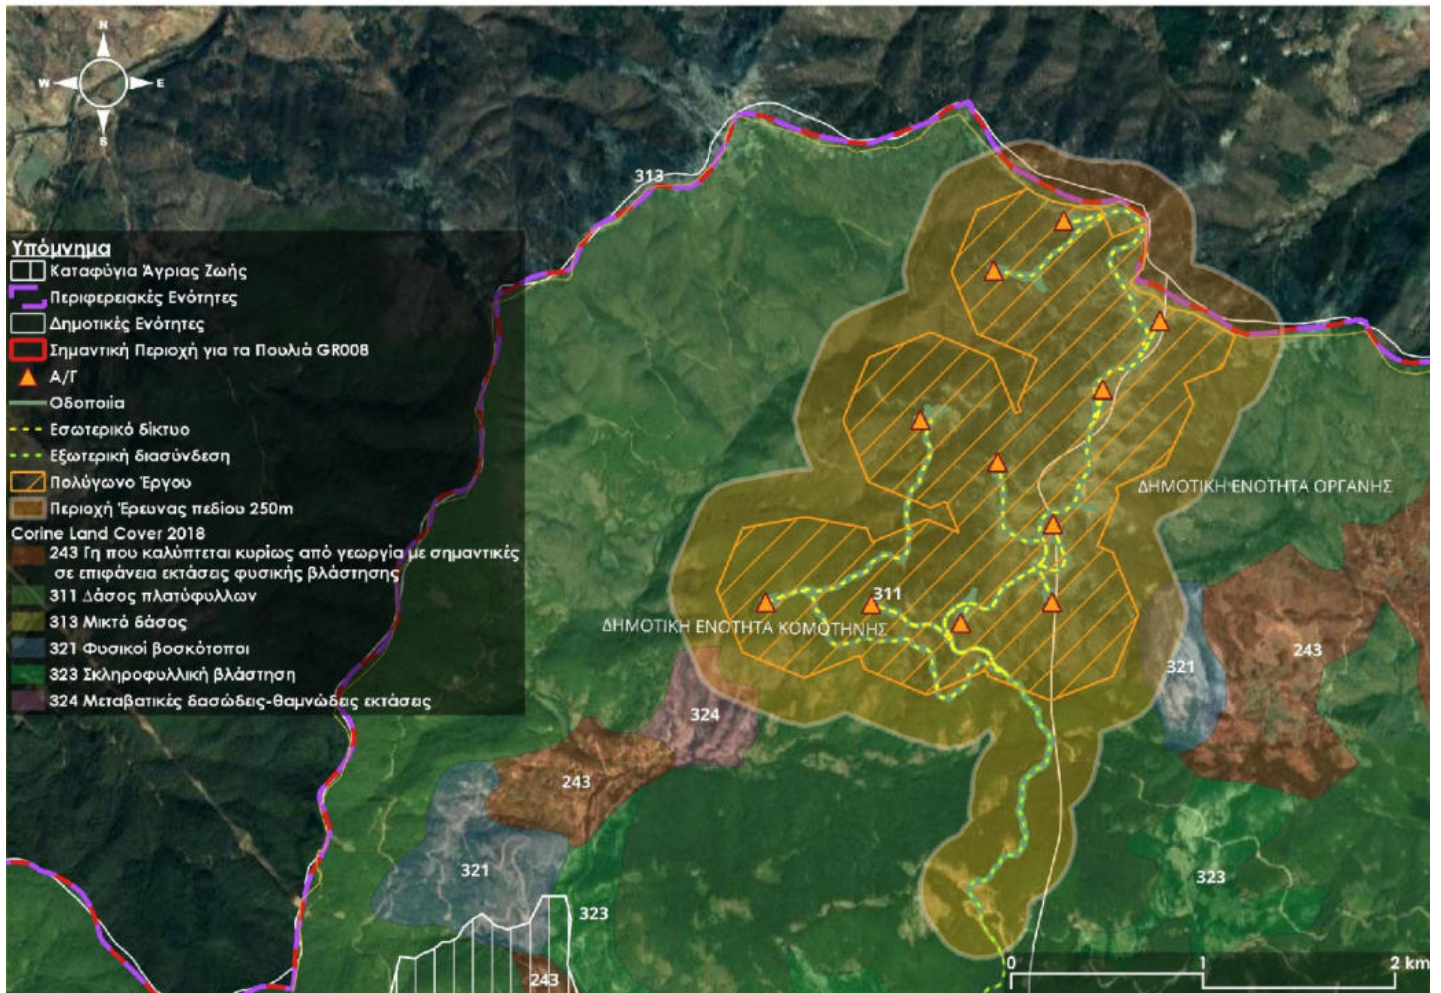 N
W E
S
313
Υπόμνημα
Καταφύγια Άγριας Ζωής
Περιφερειακές Ενότητες
Δημοτικές Ενότητες
Σημαντική Περιοχή για τα Πουλιά GR008
Α/Γ
Οδοποιία
Εσωτερικό δίκτυο
Εξωτερική διασύνδεση
Πολύγωνο Έργου
Περιοχή Έρευνας πεδίου 250m
Corine Land Cover 2018
243 Γη που καλύπτεται κυρίως από γεωργία με σημαντικές
σε επιφάνεια εκτάσεις φυσικής βλάστησης
311 Δάσος πλατύφυλλων
313 Μικτό δάσος
321 Φυσικοί βοσκότοποι
323 Σκληροφυλλική βλάστηση
324 Μεταβατικές δασώδεις-θαμνώδεις εκτάσεις
ΔΗΜΟΤΙΚΗ ΕΝΟΤΗΤΑ ΟΡΓΑΝΗΣ
311
ΔΗΜΟΤΙΚΗ ΕΝΟΤΗΤΑ ΚΟΜΟΤΗΝΗΣ
243
321
324
243
321
323
323
243
0 1 2 km